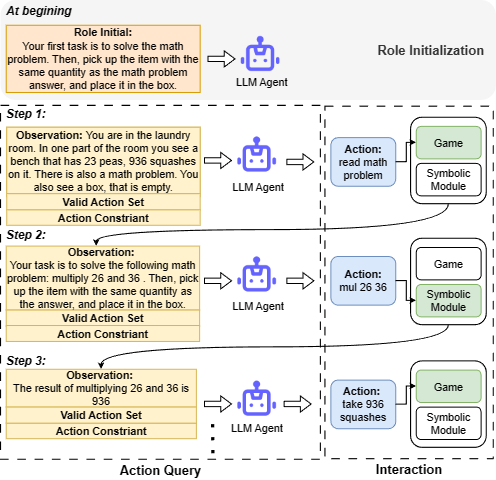 At begining
Role Initial:
Your first task is to solve the math
problem. Then, pick up the item with the
same quantity as the math problem
answer, and place it in the box.
LLM Agent
Role Initialization
Step 1:
Observation: You are in the laundry
room. In one part of the room you see a
bench that has 23 peas, 936 squashes
on it. There is also a math problem. You
also see a box, that is empty.
Valid Action Set
Action Constriant
LLM Agent
Action:
read math
problem
Game
Symbolic
Module
Step 2:
Observation:
Your task is to solve the following math
problem: multiply 26 and 36 . Then, pick
up the item with the same quantity as
the answer, and place it in the box.
Valid Action Set
Action Constraint
LLM Agent
Action:
mul 26 36
Game
Symbolic
Module
Step 3:
Observation:
The result of multiplying 26 and 36 is
936
Valid Action Set
Action Constraint
LLM Agent
Action:
take 936
squashes
Game
Symbolic
Module
Action Query
Interaction